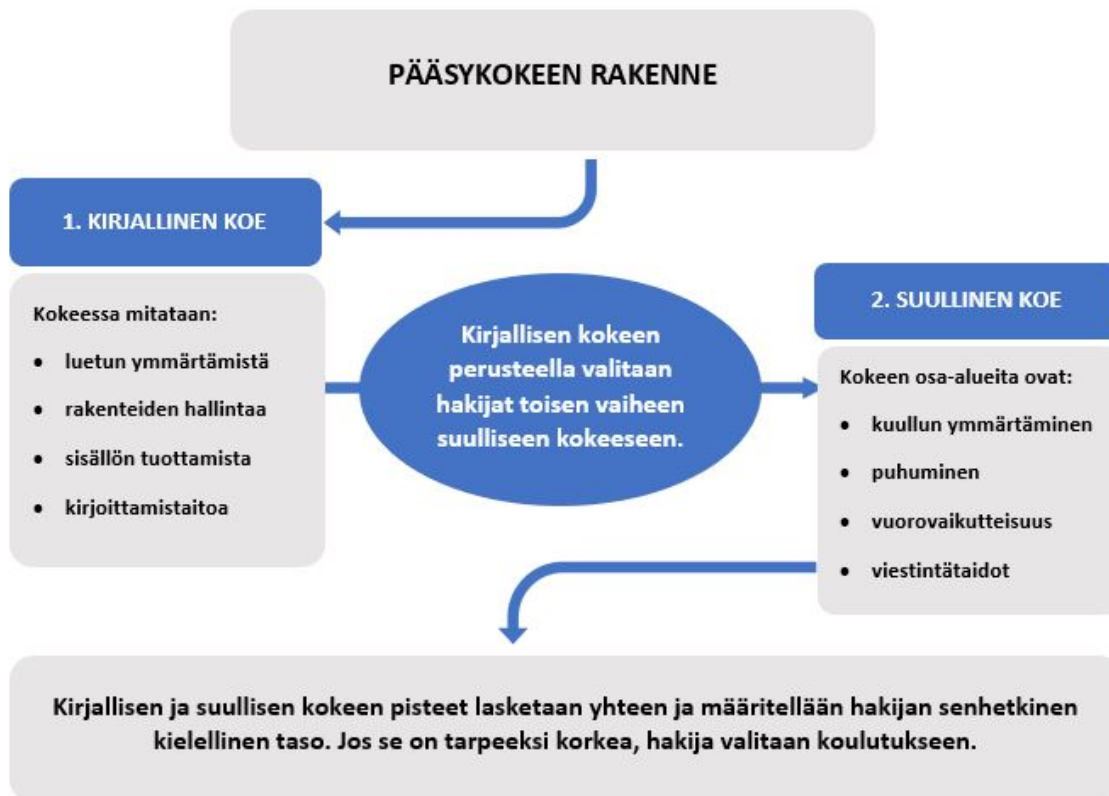 PÄÄSYKOKEEN RAKENNE
1. KIRJALLINEN KOE
Kokeessa mitataan:
• luetun ymmärtämistä
• rakenteiden hallintaa
• sisällön tuottamista
• kirjoittamistaitoa
Kirjallisen kokeen
perusteella valitaan
hakijat toisen vaiheen
suulliseen kokeeseen.
2. SUULLINEN KOE
Kokeen osa-alueita ovat:
• kuullun ymmärtäminen
• puhuminen
• vuorovaikutteisuus
• viestintätaidot
Kirjallisen ja suullisen kokeen pisteet lasketaan yhteen ja määritellään hakijan senhetkinen
kielellinen taso. Jos se on tarpeeksi korkea, hakija valitaan koulutukseen.